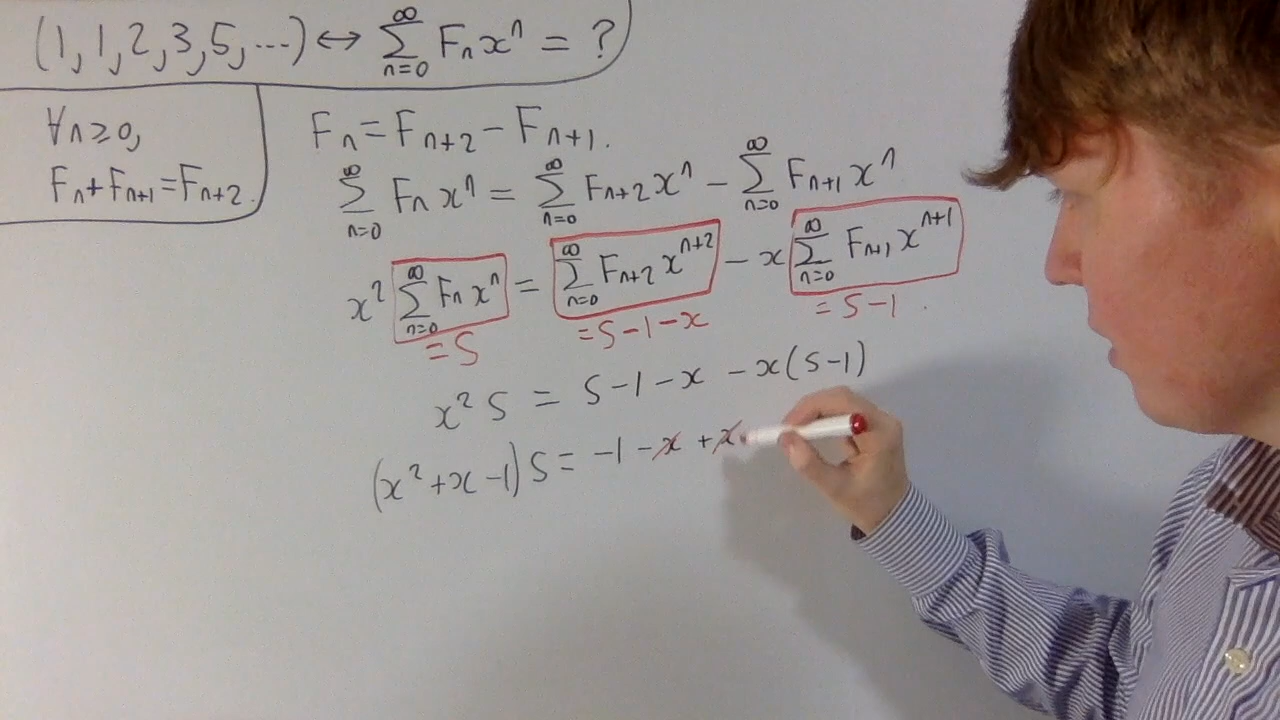 (1, 1, 2, 3, 5, ...) ↔ ∑_{n=0}^{∞} F_n x^n = ?
∀n≥0,
F_n + F_{n+1} = F_{n+2}.
F_n = F_{n+2} - F_{n+1}.
∑_{n=0}^{∞} F_n x^n = ∑_{n=0}^{∞} F_{n+2} x^n - ∑_{n=0}^{∞} F_{n+1} x^n
x^2 ∑_{n=0}^{∞} F_n x^n = ∑_{n=0}^{∞} F_{n+2} x^{n+2} - x ∑_{n=0}^{∞} F_{n+1} x^{n+1}
= S = S-1-x = S-1.
x^2 S = S-1-x - x(S-1)
(x^2+x-1)S = -1 - x + x